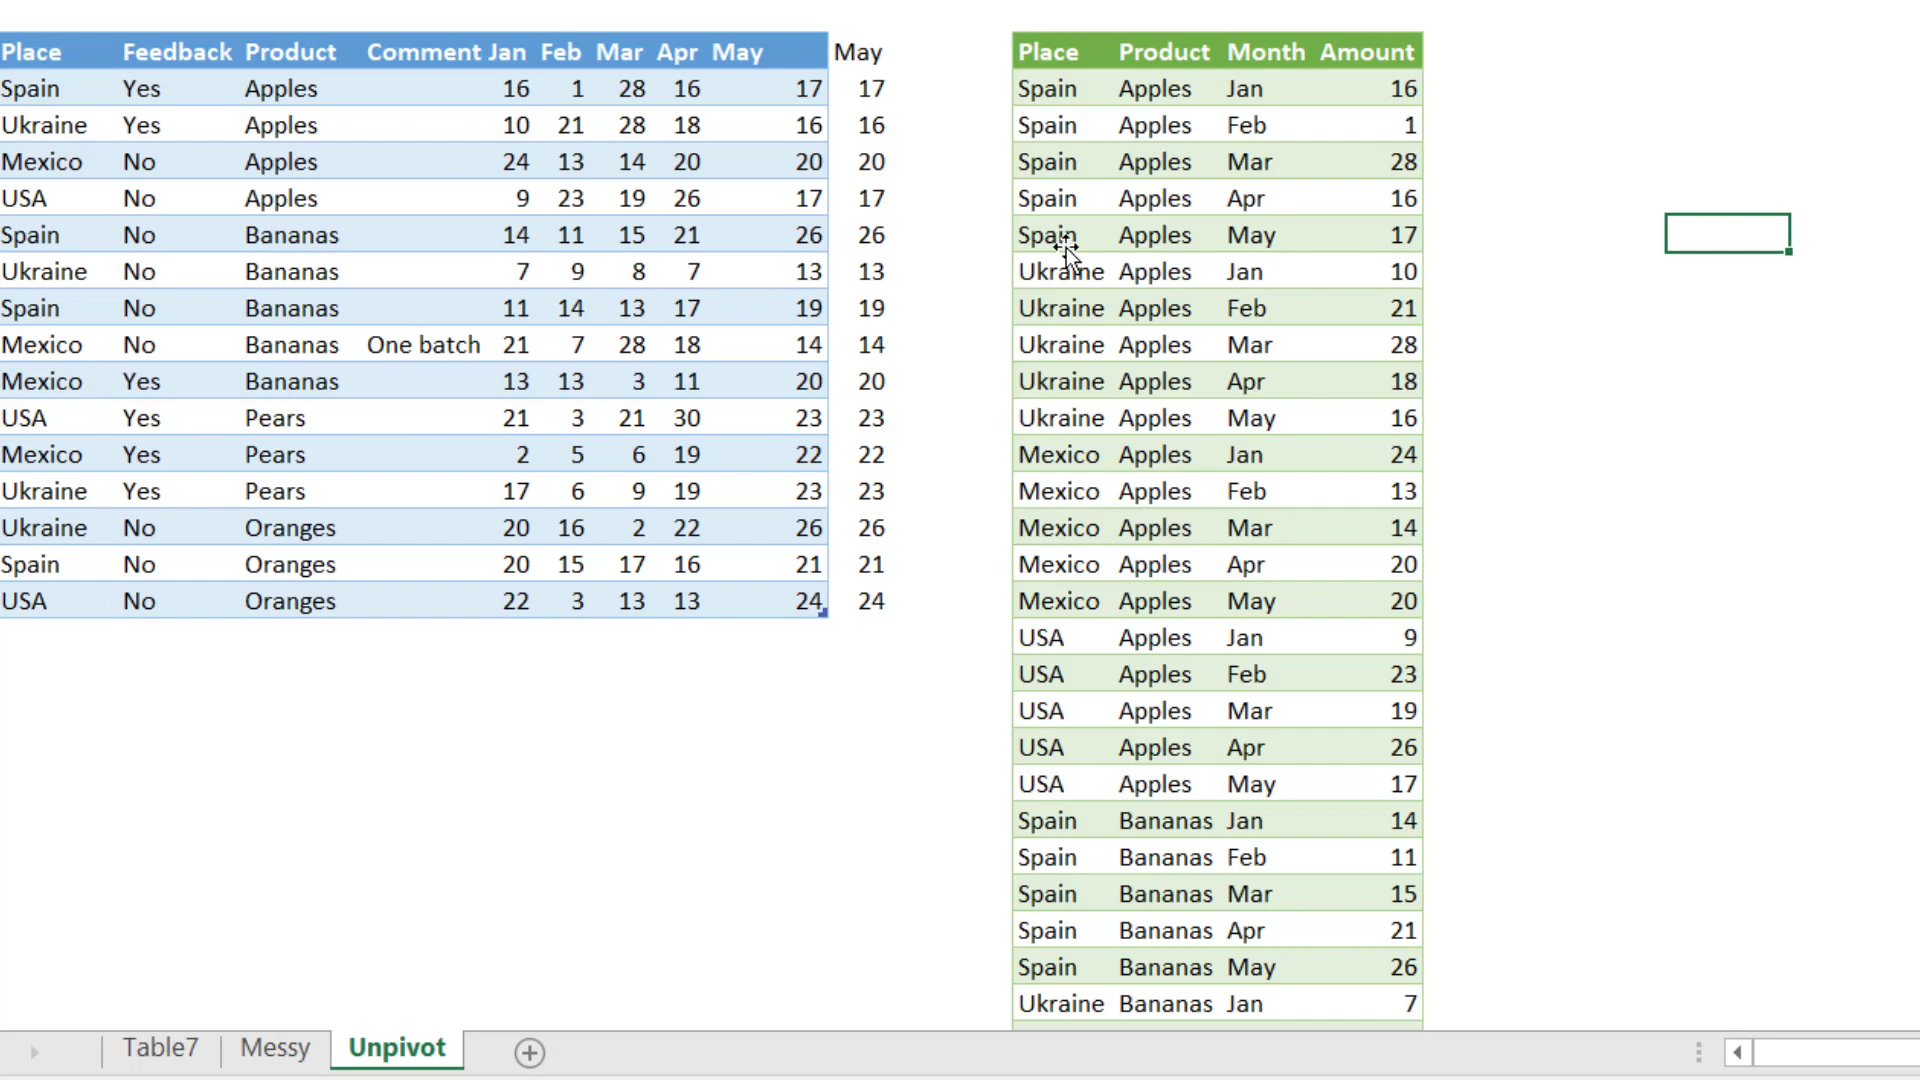 Place Feedback Product Comment Jan Feb Mar Apr May May
Spain Yes Apples 16 1 28 16 17 17
Ukraine Yes Apples 10 21 28 18 16 16
Mexico No Apples 24 13 14 20 20 20
USA No Apples 9 23 19 26 17 17
Spain No Bananas 14 11 15 21 26 26
Ukraine No Bananas 7 9 8 7 13 13
Spain No Bananas 11 14 13 17 19 19
Mexico No Bananas One batch 21 7 28 18 14 14
Mexico Yes Bananas 13 13 3 11 20 20
USA Yes Pears 21 3 21 30 23 23
Mexico Yes Pears 2 5 6 19 22 22
Ukraine Yes Pears 17 6 9 19 23 23
Ukraine No Oranges 20 16 2 22 26 26
Spain No Oranges 20 15 17 16 21 21
USA No Oranges 22 3 13 13 24 24
Place Product Month Amount
Spain Apples Jan 16
Spain Apples Feb 1
Spain Apples Mar 28
Spain Apples Apr 16
Spain Apples May 17
Ukraine Apples Jan 10
Ukraine Apples Feb 21
Ukraine Apples Mar 28
Ukraine Apples Apr 18
Ukraine Apples May 16
Mexico Apples Jan 24
Mexico Apples Feb 13
Mexico Apples Mar 14
Mexico Apples Apr 20
Mexico Apples May 20
USA Apples Jan 9
USA Apples Feb 23
USA Apples Mar 19
USA Apples Apr 26
USA Apples May 17
Spain Bananas Jan 14
Spain Bananas Feb 11
Spain Bananas Mar 15
Spain Bananas Apr 21
Spain Bananas May 26
Ukraine Bananas Jan 7
Table7 Messy Unpivot